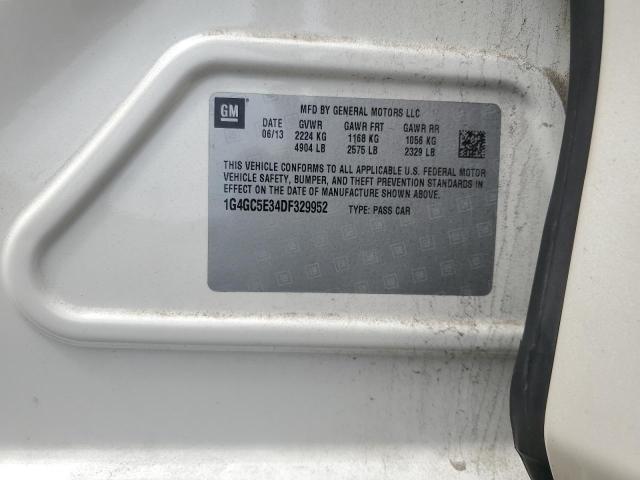 GM
MFD BY GENERAL MOTORS LLC
DATE GVWR GAWR FRT GAWR RR
06/13 2224 KG 1168 KG 1056 KG
4904 LB 2575 LB 2329 LB
THIS VEHICLE CONFORMS TO ALL APPLICABLE U.S. FEDERAL MOTOR
VEHICLE SAFETY, BUMPER, AND THEFT PREVENTION STANDARDS
IN EFFECT ON THE DATE OF MANUFACTURE SHOWN ABOVE.
1G4GC5E34DF329952 TYPE: PASS CAR